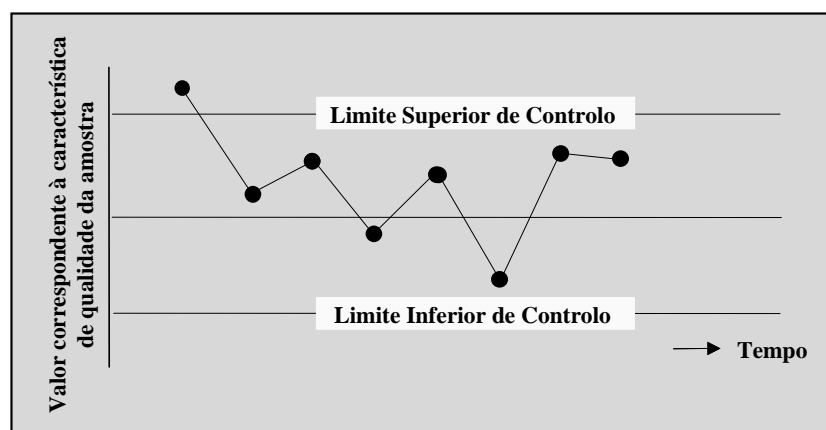 Valor correspondente à característica
de qualidade da amostra
Limite Superior de Controlo
Limite Inferior de Controlo
Tempo